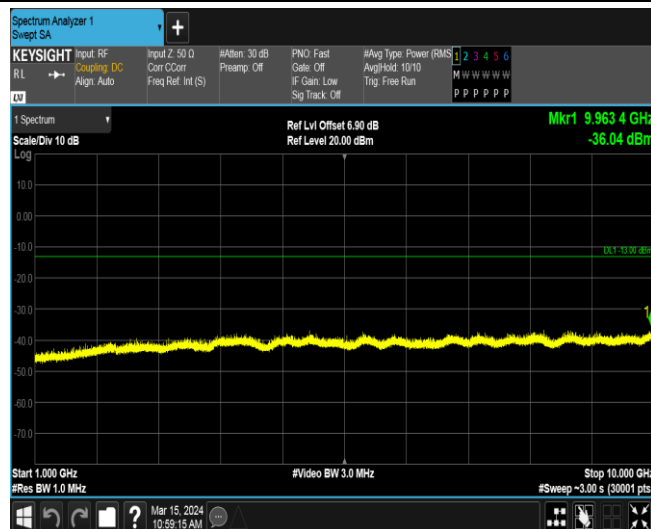 Spectrum Analyzer 1
Swept SA
+
KEYSIGHT
RL
LXI
Input: RF
Coupling: DC
Align: Auto
Input Z: 50 Ω
Corr CCorr
Freq Ref: Int (S)
#Atten: 30 dB
Preamp: Off
PNO: Fast
Gate: Off
IF Gain: Low
Sig Track: Off
#Avg Type: Power (RMS
Avg|Hold: 10/10
Trig: Free Run
1 2 3 4 5 6
M W W W W W
P P P P P P
1 Spectrum
Scale/Div 10 dB
Ref Lvl Offset 6.90 dB
Ref Level 20.00 dBm
Mkr1 9.963 4 GHz
-36.04 dBm
Log
10.0
0.00
-10.0
DL1 -13.00 dBm
-20.0
-30.0
1
-40.0
-50.0
-60.0
-70.0
Start 1.000 GHz
#Video BW 3.0 MHz
Stop 10.000 GHz
#Res BW 1.0 MHz
#Sweep ~3.00 s (30001 pts
?
Mar 15, 2024
10:59:15 AM